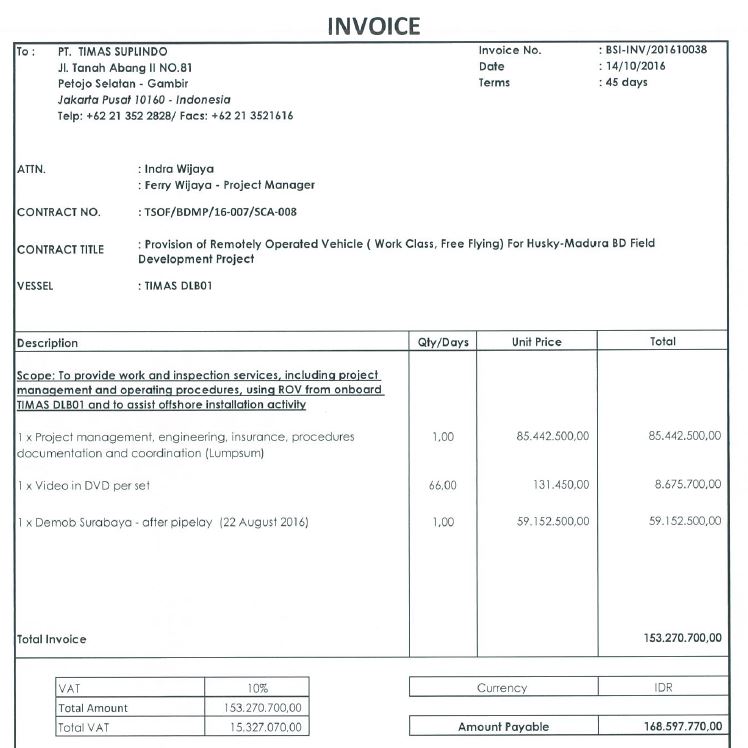 INVOICE
To : PT. TIMAS SUPLINDO
Invoice No. : BSI-INV/201610038
Jl. Tanah Abang II NO.81
Date : 14/10/2016
Petojo Selatan - Gambir
Terms : 45 days
Jakarta Pusat 10160 - Indonesia
Telp: +62 21 352 2828/ Facs: +62 21 3521616
ATTN. : Indra Wijaya
: Ferry Wijaya - Project Manager
CONTRACT NO. : TSOF/BDMP/16-007/SCA-008
CONTRACT TITLE : Provision of Remotely Operated Vehicle ( Work Class, Free Flying) For Husky-Madura BD Field
Development Project
VESSEL : TIMAS DLB01
Description Qty/Days Unit Price Total
Scope: To provide work and inspection services, including project
management and operating procedures, using ROV from onboard
TIMAS DLB01 and to assist offshore installation activity
1 x Project management, engineering, insurance, procedures 1,00 85.442.500,00 85.442.500,00
documentation and coordination (Lumpsum)
1 x Video in DVD per set 66,00 131.450,00 8.675.700,00
1 x Demob Surabaya - after pipelay (22 August 2016) 1,00 59.152.500,00 59.152.500,00
Total Invoice 153.270.700,00
VAT 10% Currency IDR
Total Amount 153.270.700,00
Total VAT 15.327.070,00 Amount Payable 168.597.770,00